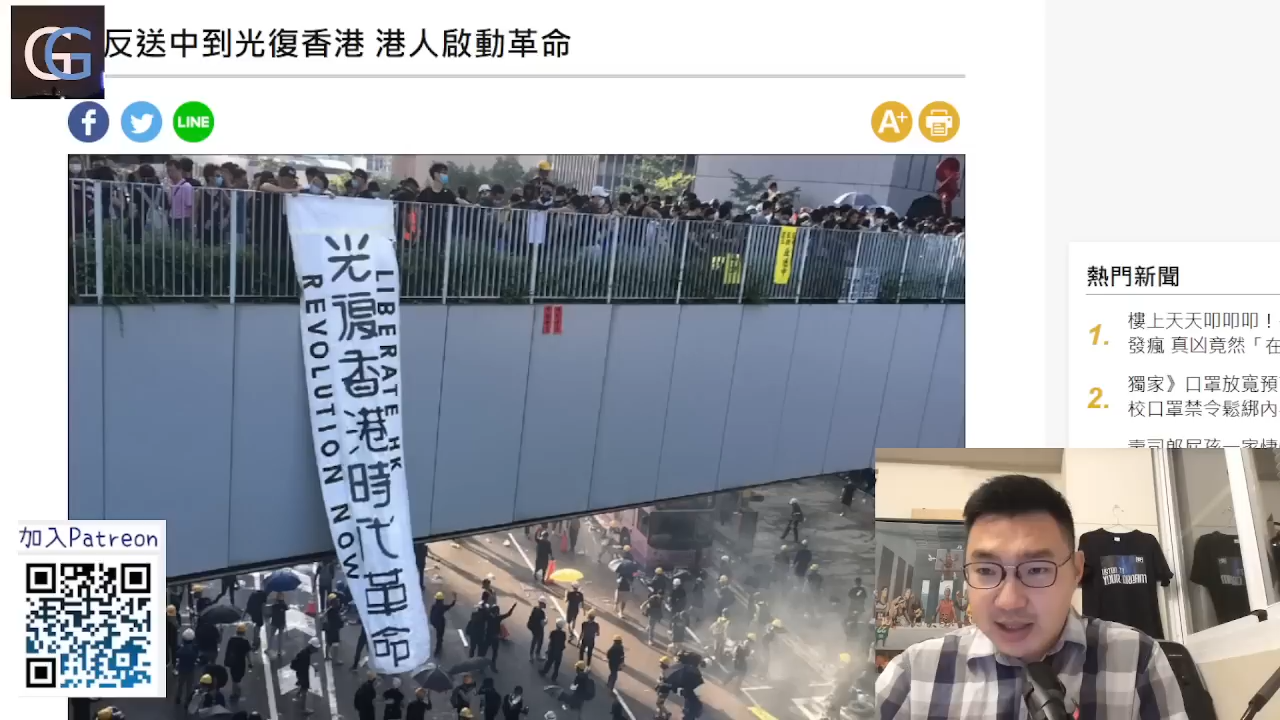 GG
反送中到光復香港 港人啟動革命
f
LINE
A+
光復香港時代革命
LIBERATE HK
REVOLUTION NOW
熱門新聞
1.
樓上天天叩叩叩！
發瘋 真凶竟然「在
2.
獨家》口罩放寬預
校口罩禁令鬆綁內
加入Patreon